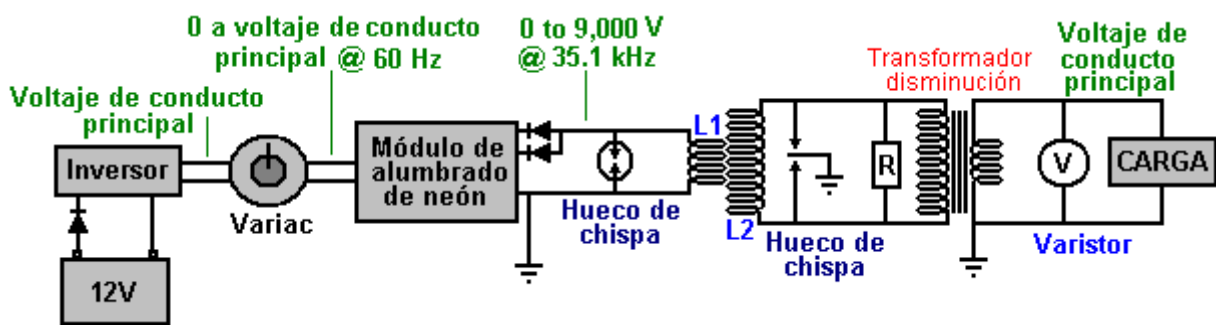 0 a voltaje de conducto
principal @ 60 Hz
0 to 9,000 V
@ 35.1 kHz
Voltaje de
conducto
principal
Transformador
disminución
Voltaje de conducto
principal
L1
Inversor
Variac
Módulo de
alumbrado
de neón
R
V
CARGA
Hueco de
chispa
L2
Hueco de
chispa
Varistor
12V